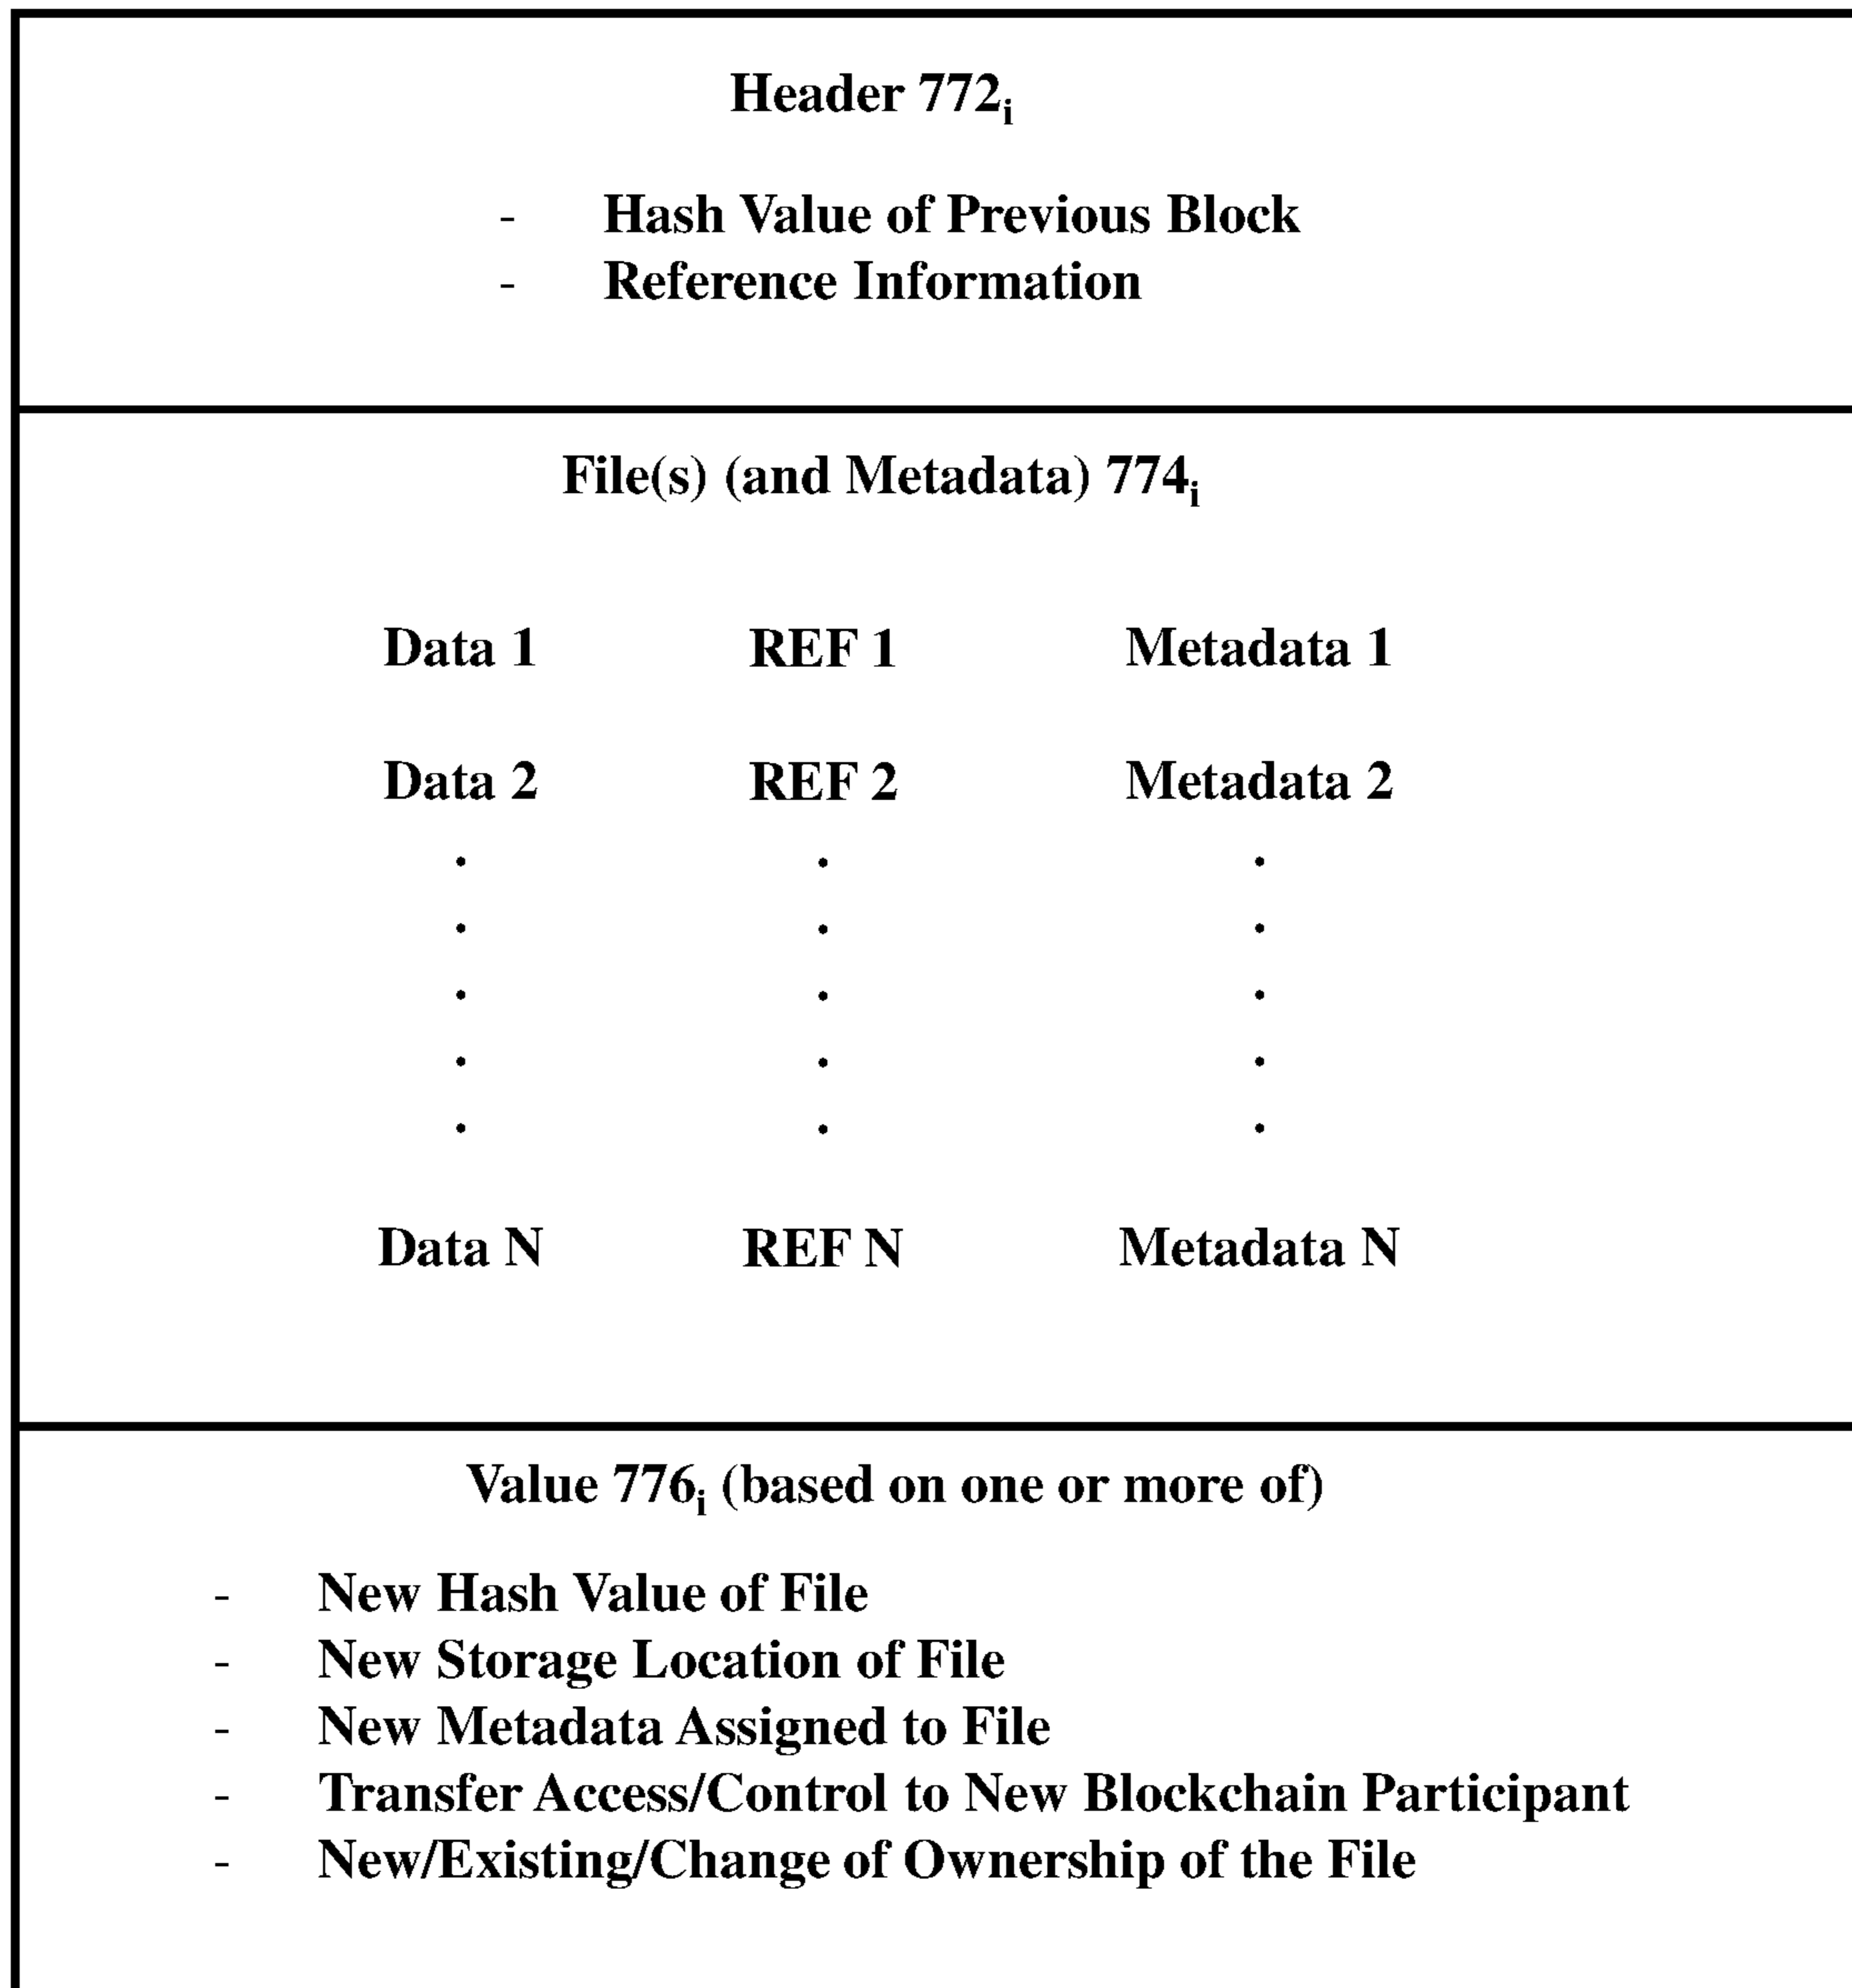 Header 772i
- Hash Value of Previous Block
- Reference Information
File(s) (and Metadata) 774i
Data 1 REF 1 Metadata 1
Data 2 REF 2 Metadata 2
. . .
. . .
. . .
. . .
. . .
Data N REF N Metadata N
Value 776i (based on one or more of)
- New Hash Value of File
- New Storage Location of File
- New Metadata Assigned to File
- Transfer Access/Control to New Blockchain Participant
- New/Existing/Change of Ownership of the File